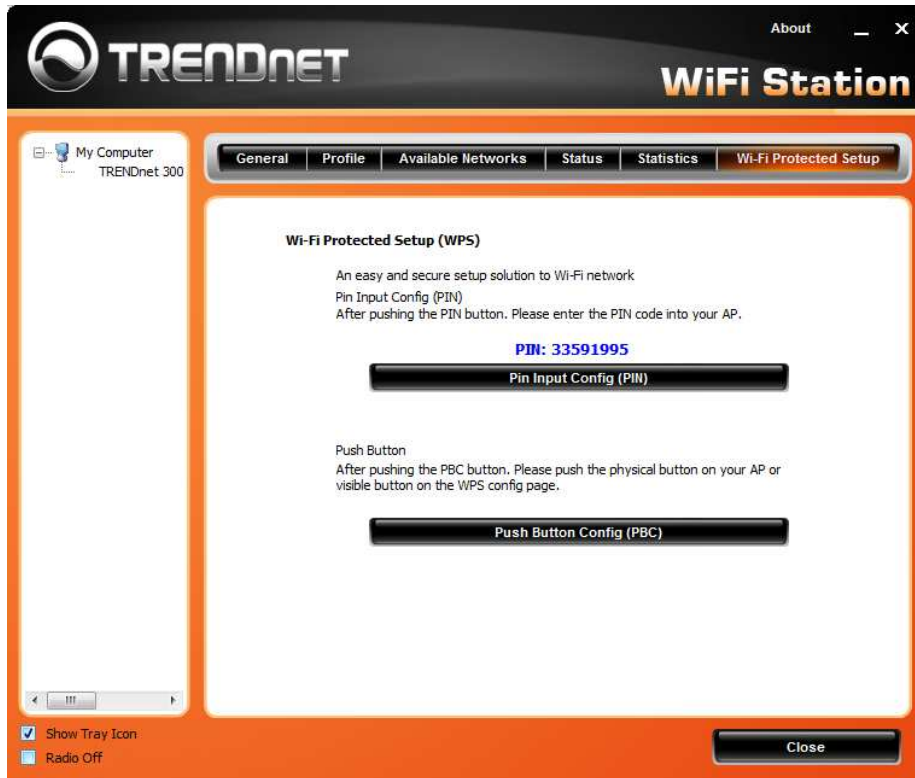 About
TRENDnet
WiFi Station
My Computer
TRENDnet 300
General Profile Available Networks Status Statistics Wi-Fi Protected Setup
Wi-Fi Protected Setup (WPS)
An easy and secure setup solution to Wi-Fi network
Pin Input Config (PIN)
After pushing the PIN button. Please enter the PIN code into your AP.
PIN: 33591995
Pin Input Config (PIN)
Push Button
After pushing the PBC button. Please push the physical button on your AP or
visible button on the WPS config page.
Push Button Config (PBC)
Show Tray Icon
Radio Off
Close